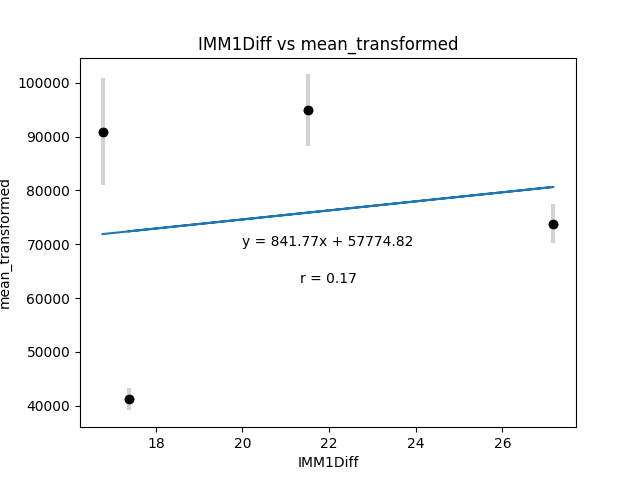 IMM1Diff vs mean_transformed
100000
90000
80000
70000
60000
50000
40000
mean_transformed
y = 841.77x + 57774.82
r = 0.17
18
20
22
24
26
IMM1Diff